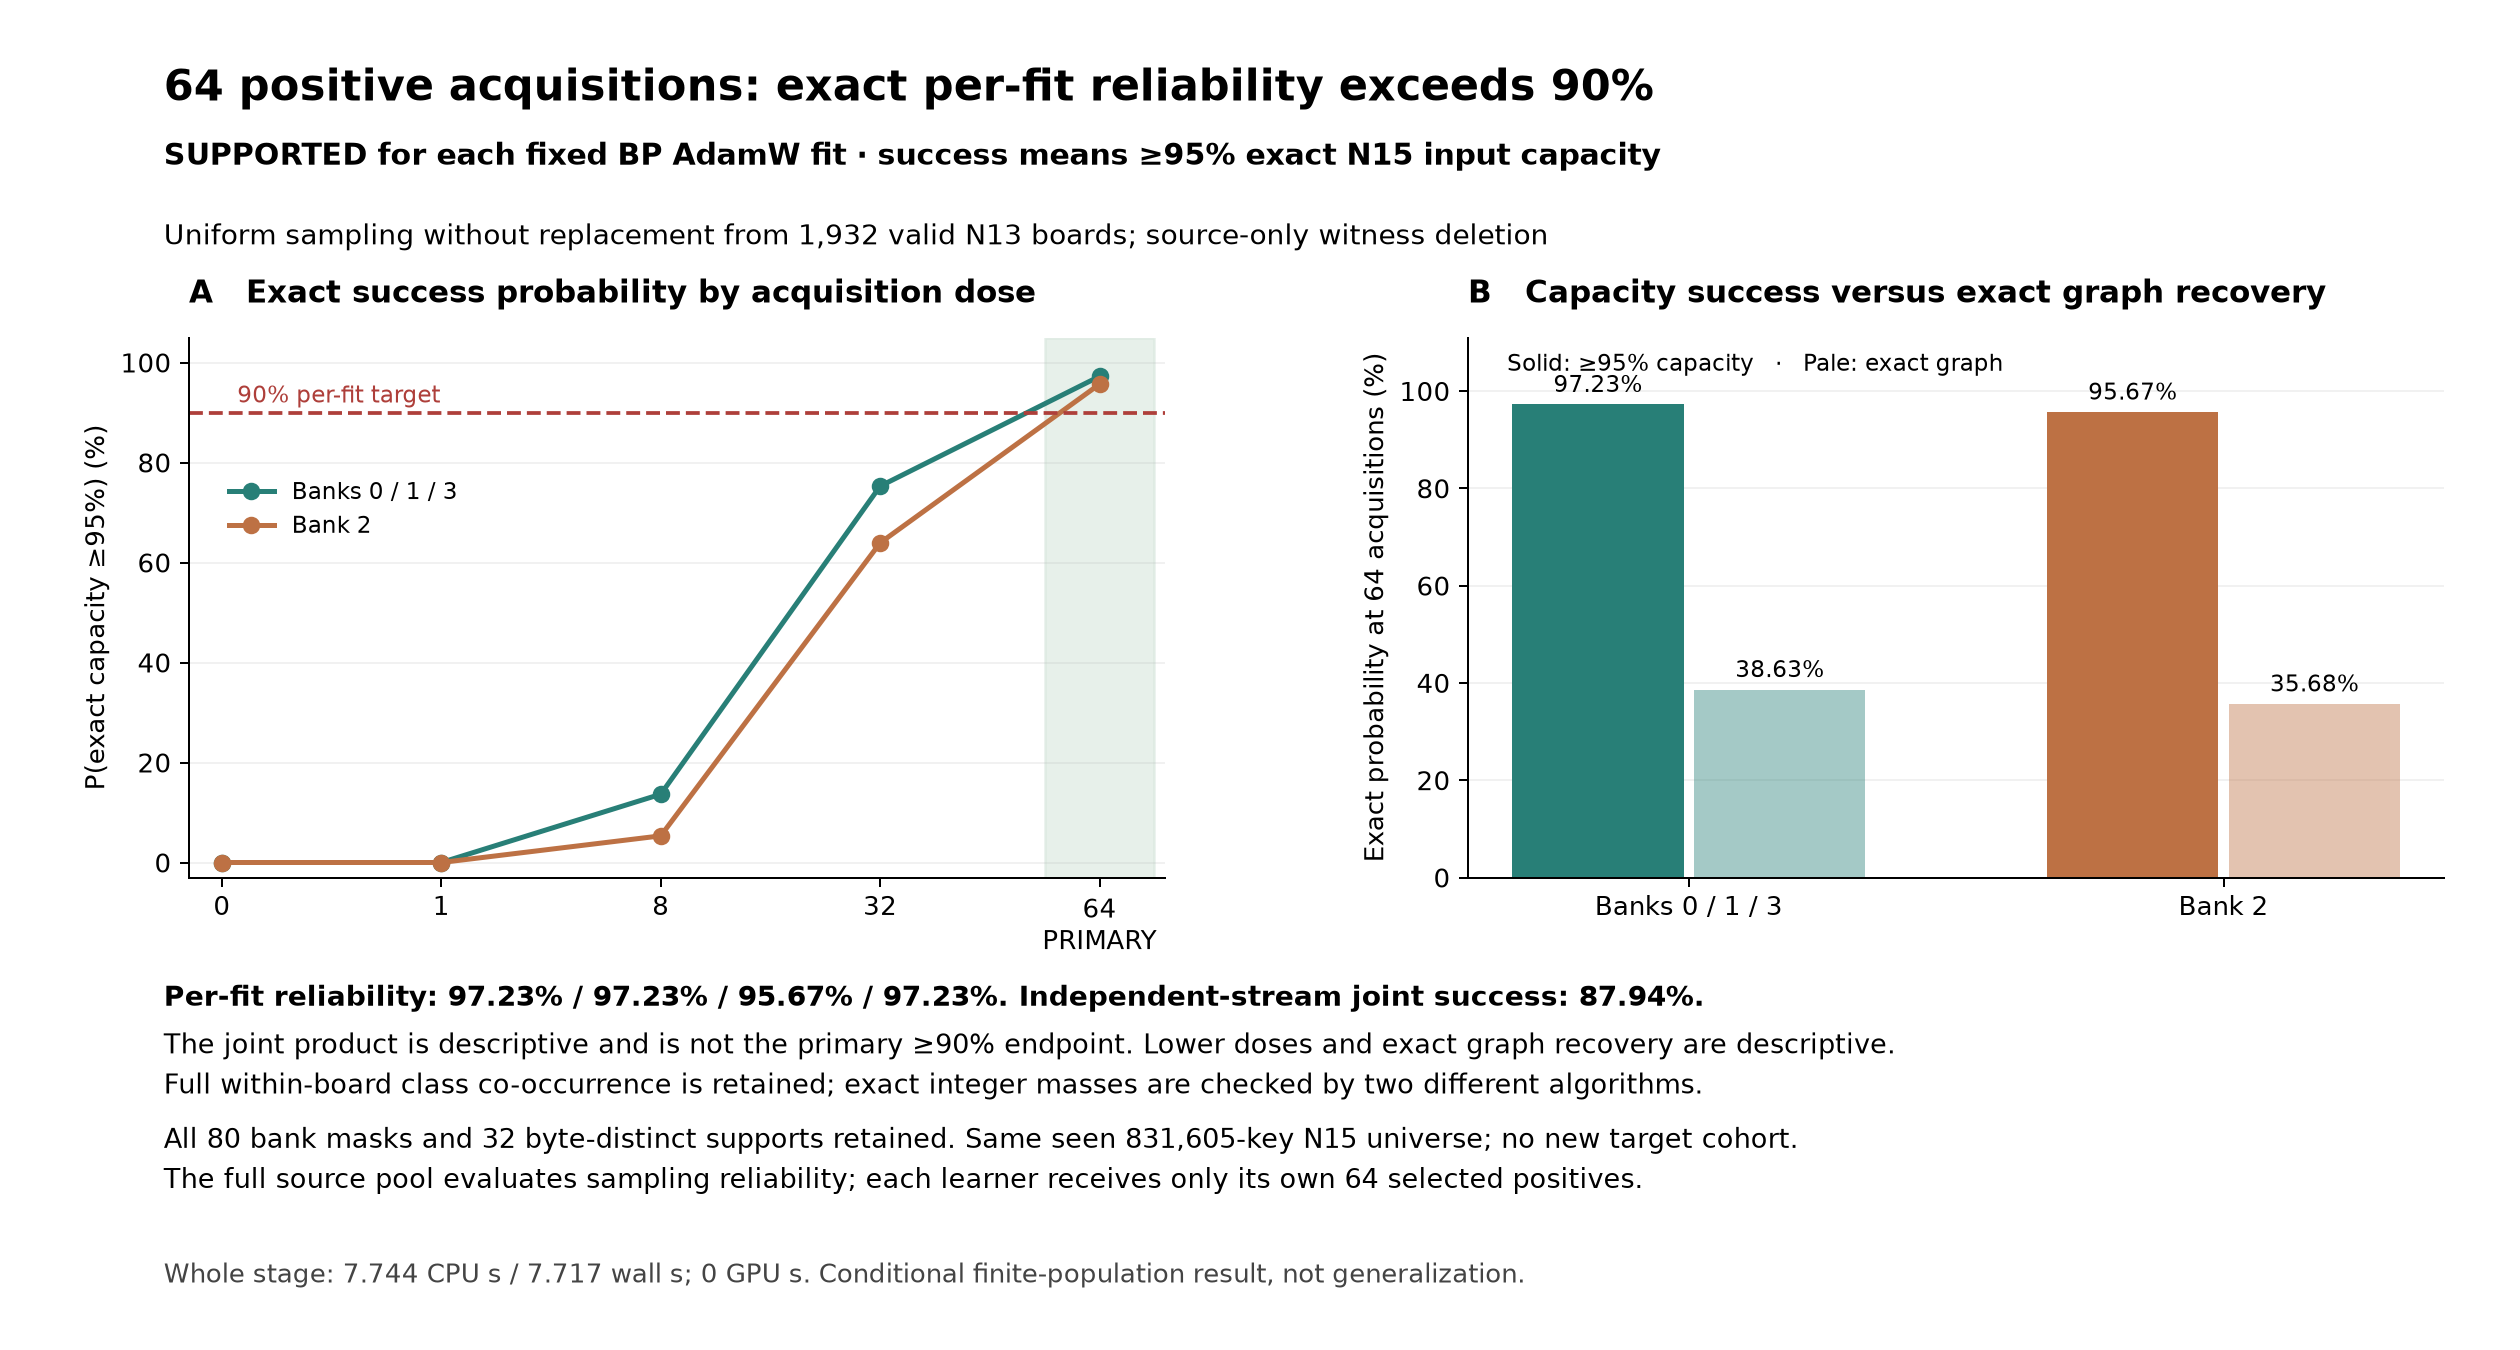 64 positive acquisitions: exact per-fit reliability exceeds 90%
SUPPORTED for each fixed BP AdamW fit · success means ≥95% exact N15 input capacity
Uniform sampling without replacement from 1,932 valid N13 boards; source-only witness deletion
A Exact success probability by acquisition dose
P(exact capacity ≥95%) (%)
100
80
60
40
20
0
90% per-fit target
Banks 0 / 1 / 3
Bank 2
0
1
8
32
64
PRIMARY
B Capacity success versus exact graph recovery
Exact probability at 64 acquisitions (%)
100
80
60
40
20
0
Solid: ≥95% capacity · Pale: exact graph
97.23%
38.63%
95.67%
35.68%
Banks 0 / 1 / 3
Bank 2
Per-fit reliability: 97.23% / 97.23% / 95.67% / 97.23%. Independent-stream joint success: 87.94%.
The joint product is descriptive and is not the primary ≥90% endpoint. Lower doses and exact graph recovery are descriptive.
Full within-board class co-occurrence is retained; exact integer masses are checked by two different algorithms.
All 80 bank masks and 32 byte-distinct supports retained. Same seen 831,605-key N15 universe; no new target cohort.
The full source pool evaluates sampling reliability; each learner receives only its own 64 selected positives.
Whole stage: 7.744 CPU s / 7.717 wall s; 0 GPU s. Conditional finite-population result, not generalization.